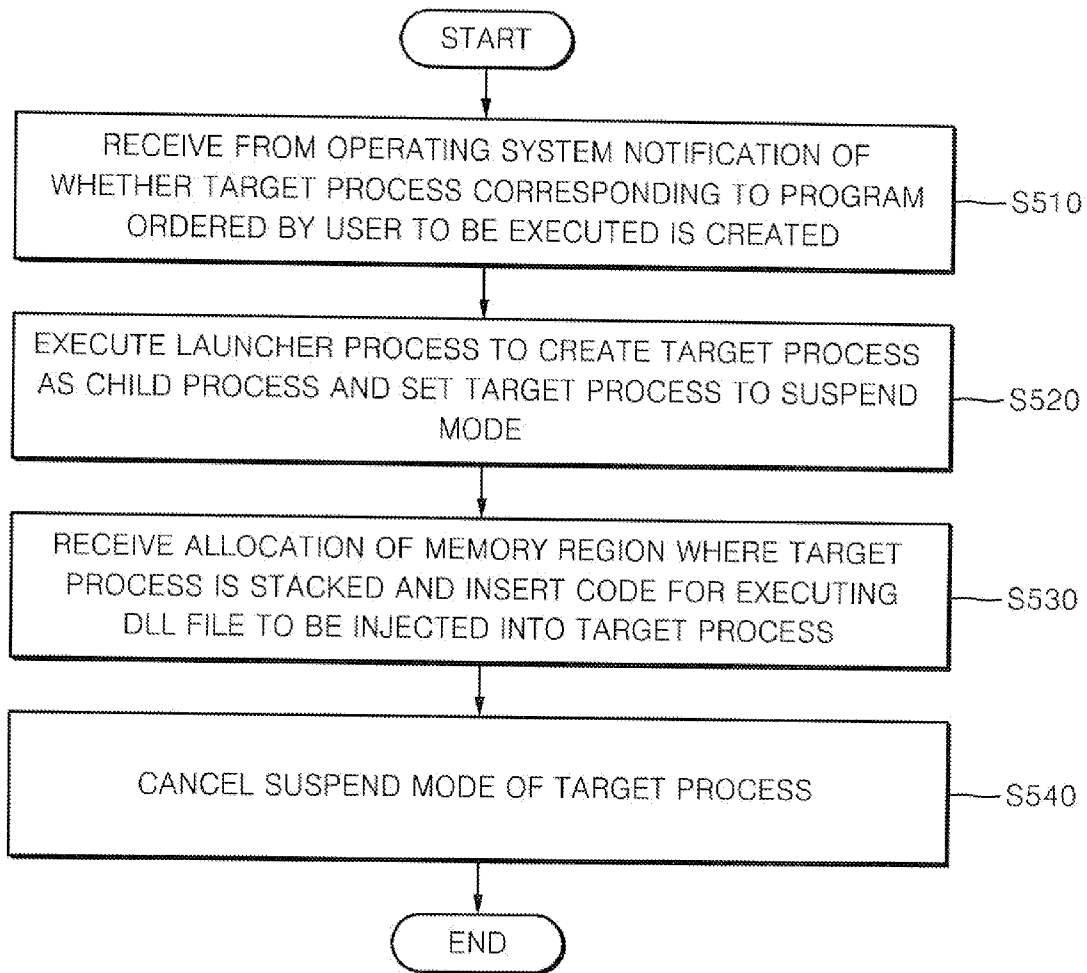 START
RECEIVE FROM OPERATING SYSTEM NOTIFICATION OF
WHETHER TARGET PROCESS CORRESPONDING TO PROGRAM
ORDERED BY USER TO BE EXECUTED IS CREATED
S510
EXECUTE LAUNCHER PROCESS TO CREATE TARGET PROCESS
AS CHILD PROCESS AND SET TARGET PROCESS TO SUSPEND
MODE
S520
RECEIVE ALLOCATION OF MEMORY REGION WHERE TARGET
PROCESS IS STACKED AND INSERT CODE FOR EXECUTING
DLL FILE TO BE INJECTED INTO TARGET PROCESS
S530
CANCEL SUSPEND MODE OF TARGET PROCESS
S540
END